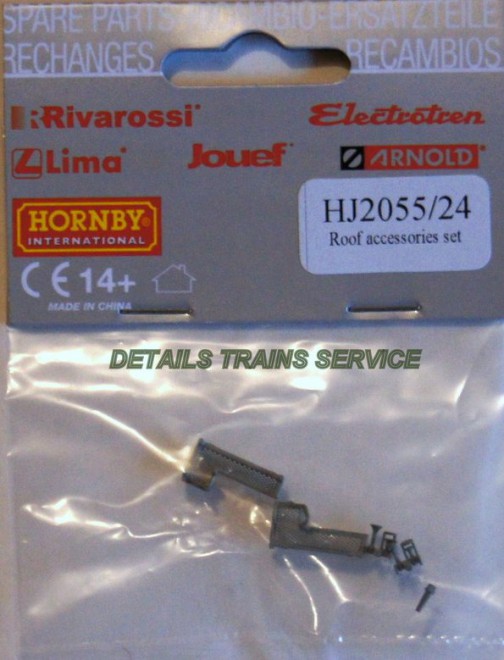 SPARE PARTS-RICAMBIO-ERSATZTEILE
RECHANGES RECAMBIOS
Rivarossi Electrotren
Lima Jouef ARNOLD
HORNBY®
INTERNATIONAL
HJ2055/24
Roof accessories set
CE 14+
MADE IN CHINA
DETAILS TRAINS SERVICE